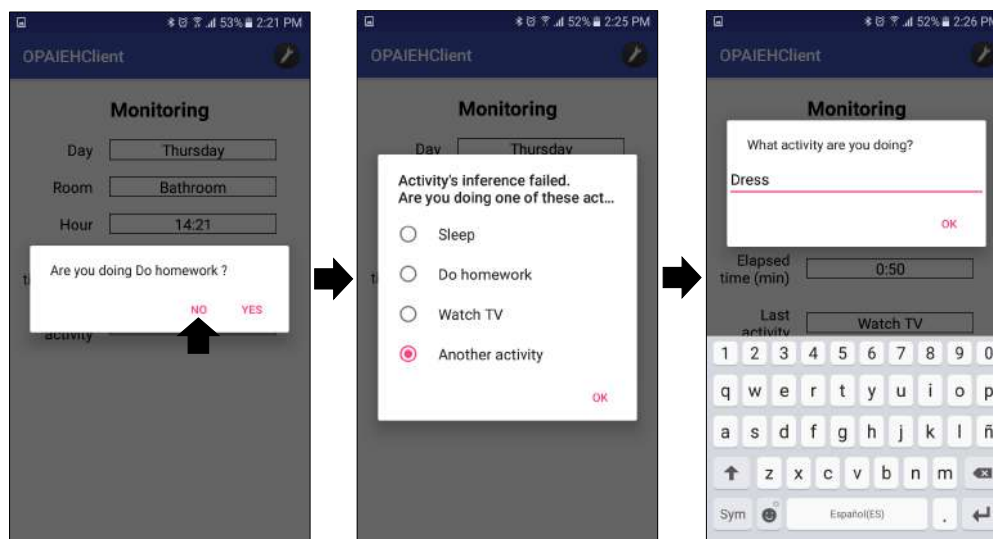 53% 2:21 PM
OPAIEHClient
Monitoring
Day Thursday
Room Bathroom
Hour 14:21
Are you doing Do homework ?
NO YES
activity
52% 2:25 PM
OPAIEHClient
Monitoring
Day Thursday
Activity's inference failed.
Are you doing one of these act...
Sleep
Do homework
Watch TV
Another activity
OK
52% 2:26 PM
OPAIEHClient
Monitoring
What activity are you doing?
Dress
OK
Elapsed
time (min) 0:50
Last
activity Watch TV
1 2 3 4 5 6 7 8 9 0
q w e r t y u i o p
a s d f g h j k l ñ
z x c v b n m
Sym Español(ES) .